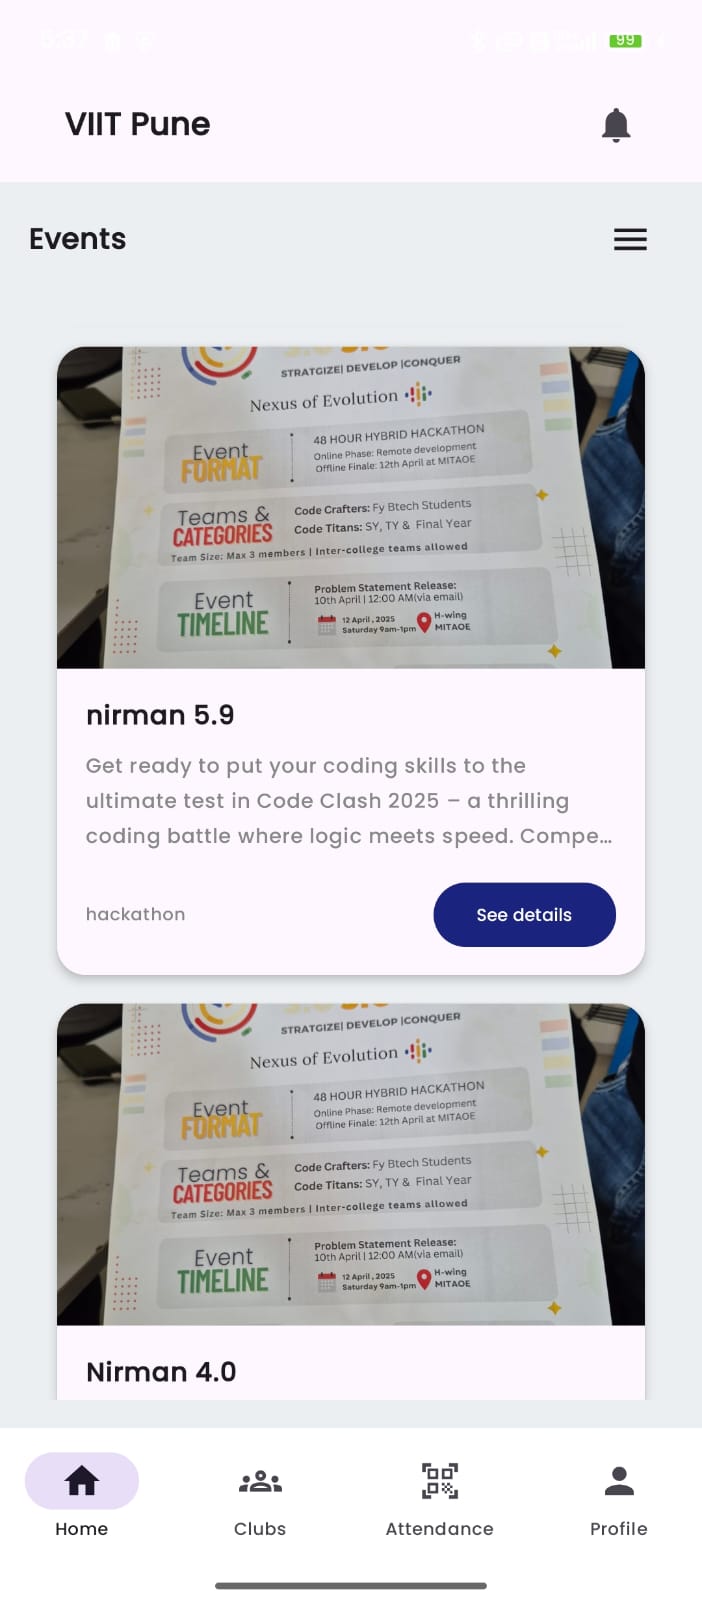 5:37
99
VIIT Pune
Events
STRATGIZE| DEVELOP |CONQUER
Nexus of Evolution
Event
FORMAT
48 HOUR HYBRID HACKATHON
Online Phase: Remote development
Offline Finale: 12th April at MITAOE
Teams &
CATEGORIES
Code Crafters: Fy Btech Students
Code Titans: SY, TY & Final Year
Team Size: Max 3 members | Inter-college teams allowed
Event
TIMELINE
Problem Statement Release:
10th April | 12:00 AM(via email)
12 April , 2025
Saturday 9am-1pm
H-wing
MITAOE
nirman 5.9
Get ready to put your coding skills to the
ultimate test in Code Clash 2025 – a thrilling
coding battle where logic meets speed. Compe...
hackathon
See details
STRATGIZE| DEVELOP |CONQUER
Nexus of Evolution
Event
FORMAT
48 HOUR HYBRID HACKATHON
Online Phase: Remote development
Offline Finale: 12th April at MITAOE
Teams &
CATEGORIES
Code Crafters: Fy Btech Students
Code Titans: SY, TY & Final Year
Team Size: Max 3 members | Inter-college teams allowed
Event
TIMELINE
Problem Statement Release:
10th April | 12:00 AM(via email)
12 April , 2025
Saturday 9am-1pm
H-wing
MITAOE
Nirman 4.0
Home
Clubs
Attendance
Profile